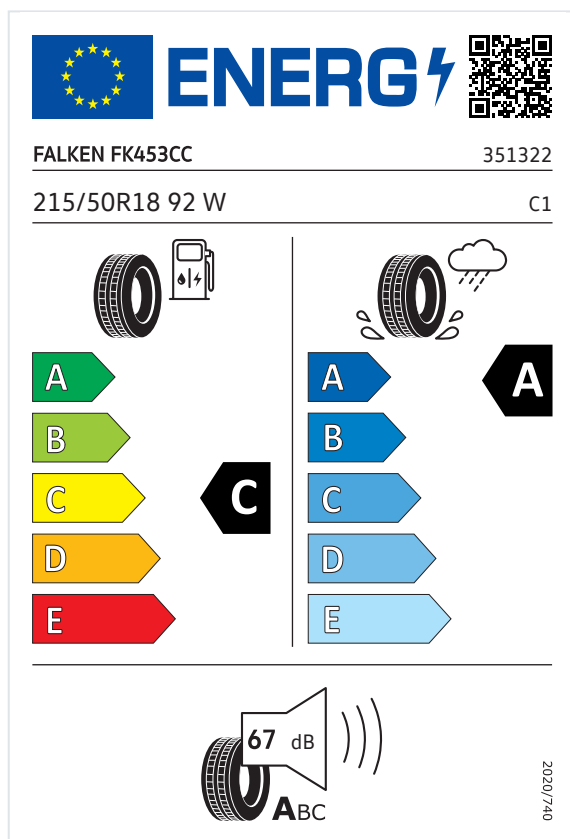 ENERG
FALKEN FK453CC 351322
215/50R18 92 W C1
A A A
B B
C C C
D D
E E
67 dB
ABC
2020/740